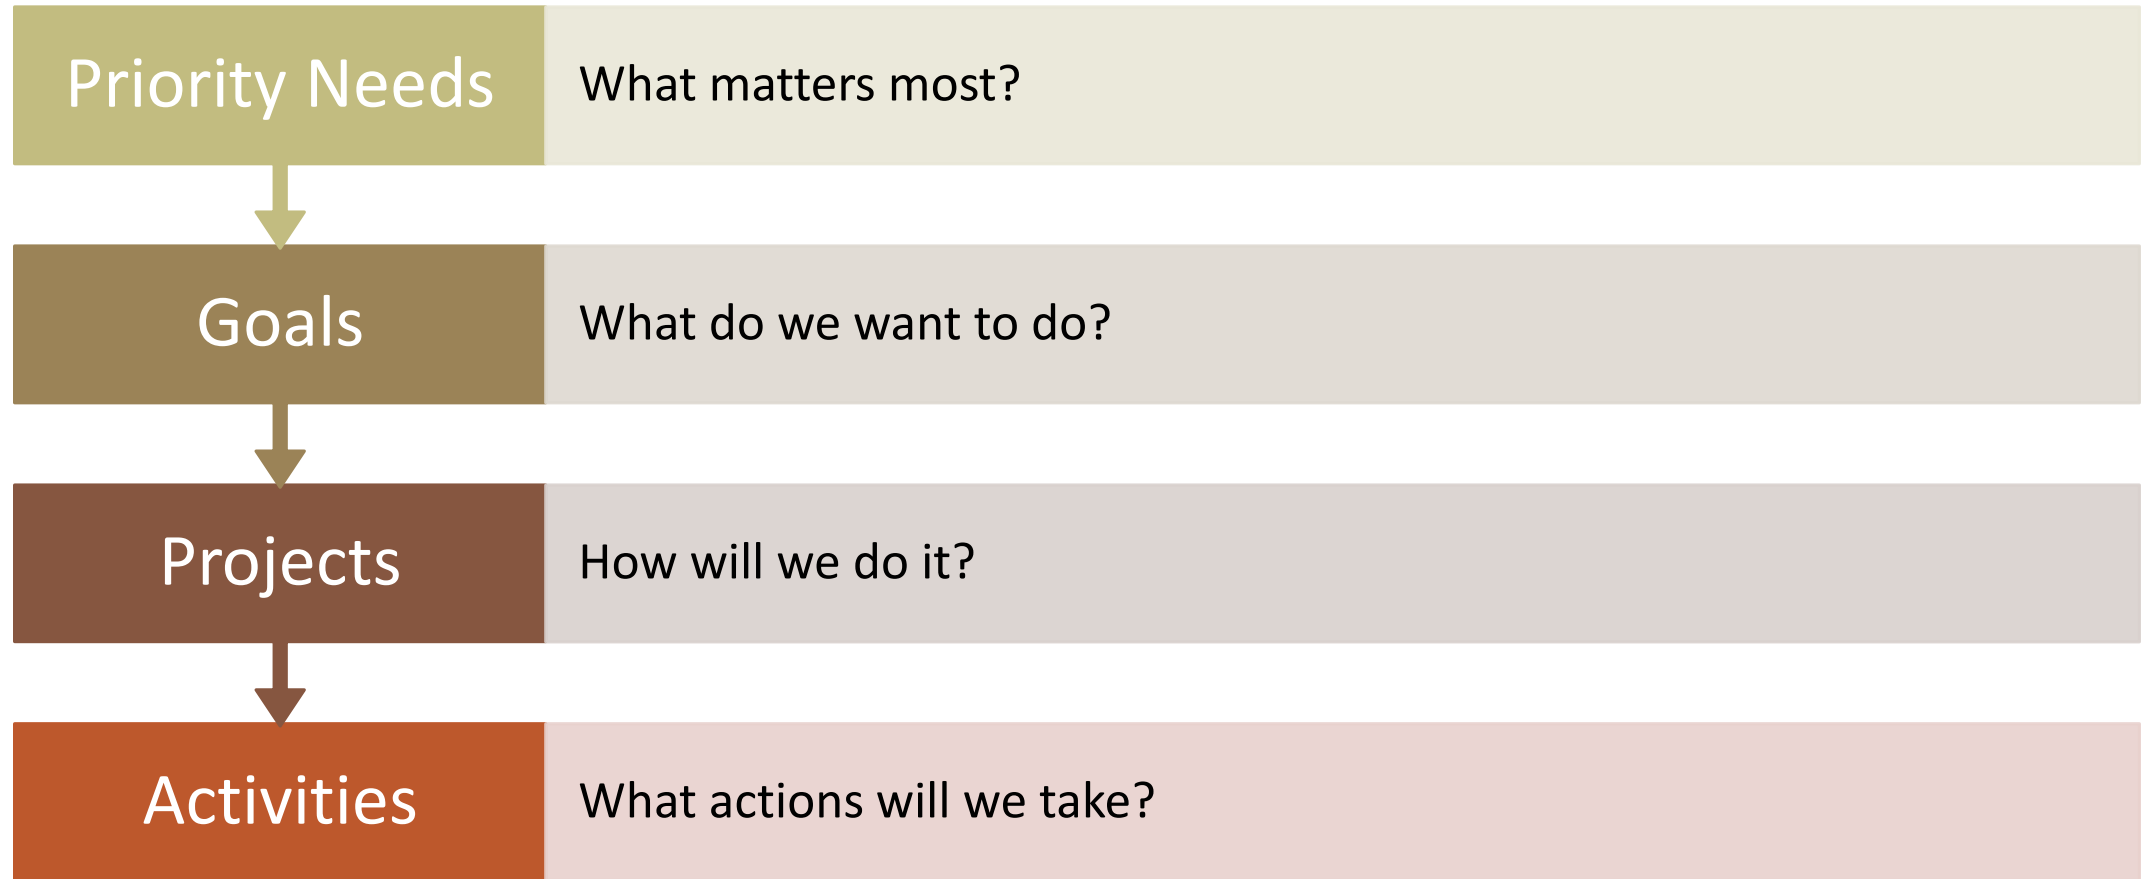 Priority Needs
What matters most?
Goals
What do we want to do?
Projects
How will we do it?
Activities
What actions will we take?